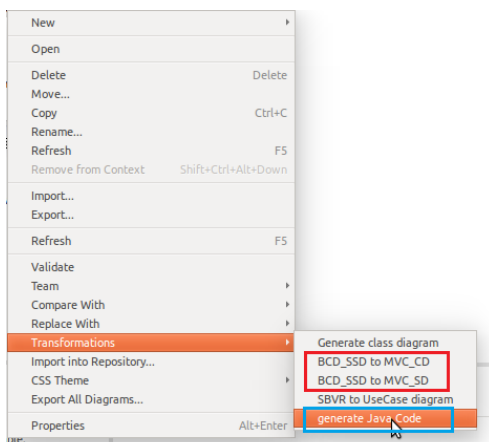 New
Open
Delete Delete
Move...
Copy Ctrl+C
Rename...
Refresh F5
Remove from Context Shift+Ctrl+Alt+Down
Import...
Export...
Refresh F5
Validate
Team
Compare With
Replace With
Transformations
Generate class diagram
Import into Repository...
BCD_SSD to MVC_CD
CSS Theme
BCD_SSD to MVC_SD
Export All Diagrams...
SBVR to UseCase diagram
generate Java Code
Properties Alt+Enter